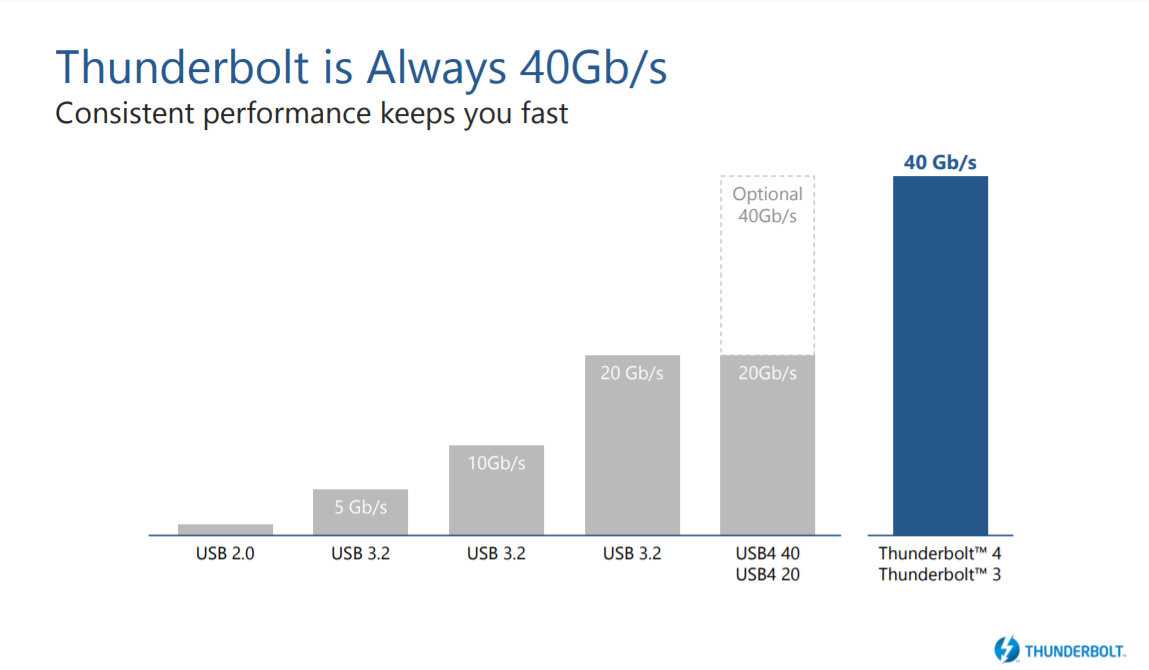 Thunderbolt is Always 40Gb/s
Consistent performance keeps you fast
40 Gb/s
Optional
40Gb/s
20 Gb/s
20Gb/s
10Gb/s
5 Gb/s
USB 2.0
USB 3.2
USB 3.2
USB 3.2
USB4 40
USB4 20
Thunderbolt™ 4
Thunderbolt™ 3
THUNDERBOLT™